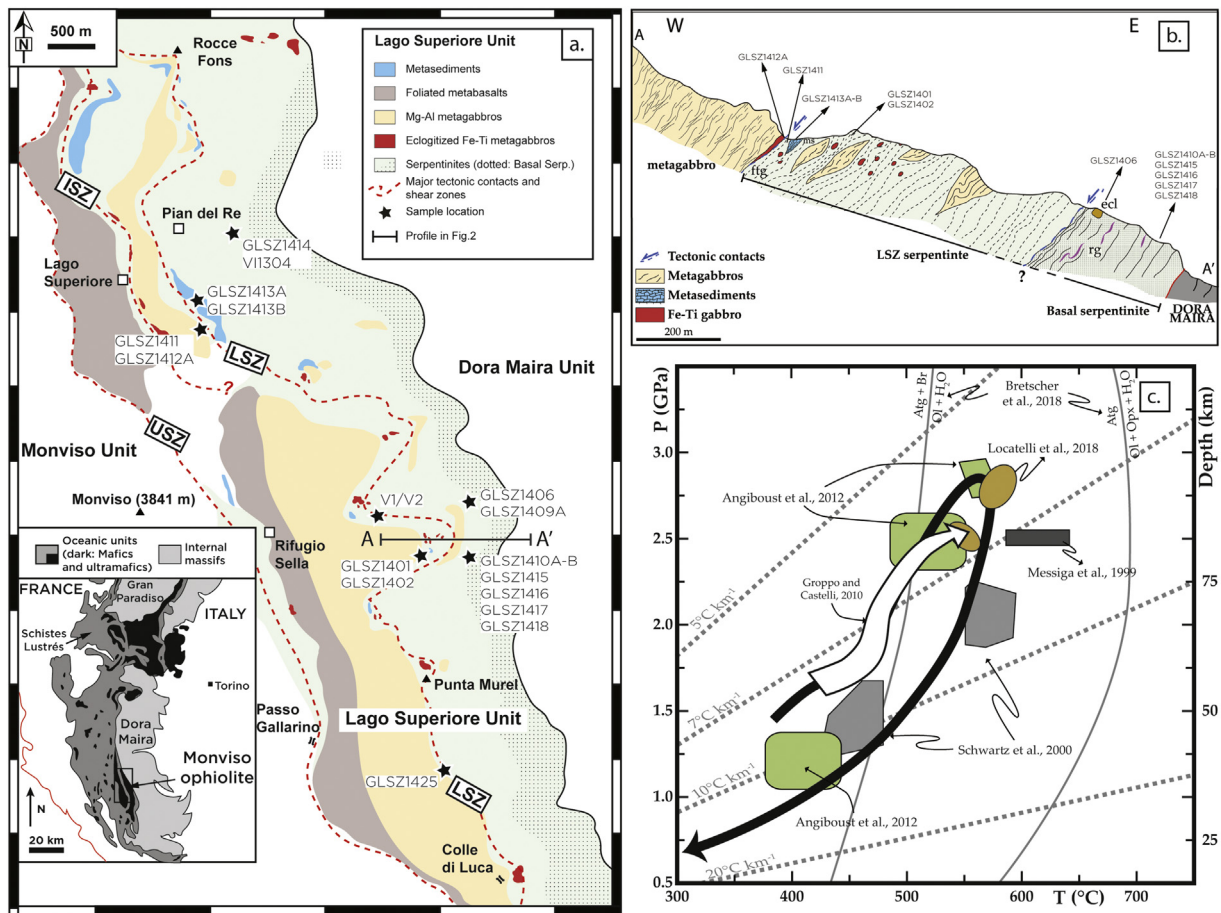 N
500 m
Rocce
Fons
a.
Lago Superiore Unit
Metasediments
Foliated metabasalts
Mg-Al metagabbros
Eclogitized Fe-Ti metagabbros
Serpentinites (dotted: Basal Serp.)
Major tectonic contacts and
shear zones
Sample location
Profile in Fig.2
ISZ
Pian del Re
GLSZ1414
VI1304
Lago
Superiore
GLSZ1413A
GLSZ1413B
GLSZ1411
GLSZ1412A
LSZ
?
Dora Maira Unit
USZ
Monviso Unit
Monviso (3841 m)
V1/V2
GLSZ1406
GLSZ1409A
A
A'
Rifugio
Sella
GLSZ1401
GLSZ1402
GLSZ1410A-B
GLSZ1415
GLSZ1416
GLSZ1417
GLSZ1418
Punta Murel
Passo
Gallarino
Lago Superiore Unit
GLSZ1425
LSZ
Colle
di Luca
Oceanic units
(dark: Mafics
and ultramafics)
Internal
massifs
FRANCE
Gran
Paradiso
ITALY
Schistes
Lustrés
Torino
Dora
Maira
Monviso
ophiolite
N
20 km
A
W
E
b.
GLSZ1412A
GLSZ1411
GLSZ1413A-B
GLSZ1401
GLSZ1402
ms
metagabbro
ftg
GLSZ1406
GLSZ1410A-B
GLSZ1415
GLSZ1416
GLSZ1417
GLSZ1418
ecl
rg
LSZ serpentinite
?
A'
Basal serpentinite
DORA
MAIRA
Tectonic contacts
Metagabbros
Metasediments
Fe-Ti gabbro
200 m
c.
P (GPa)
3.0
2.5
2.0
1.5
1.0
0.5
Atg + Br
Ol + H2O
Bretscher
et al., 2018
Atg
Ol + Opx + H2O
Depth (km)
75
50
25
Locatelli et al., 2018
Angiboust et al.,
2012
Messiga et al., 1999
Groppo and
Castelli, 2010
5°C km-1
7°C km-1
10°C km-1
20°C km-1
Schwartz et al., 2000
Angiboust et al., 2012
400
500
600
700
T (°C)